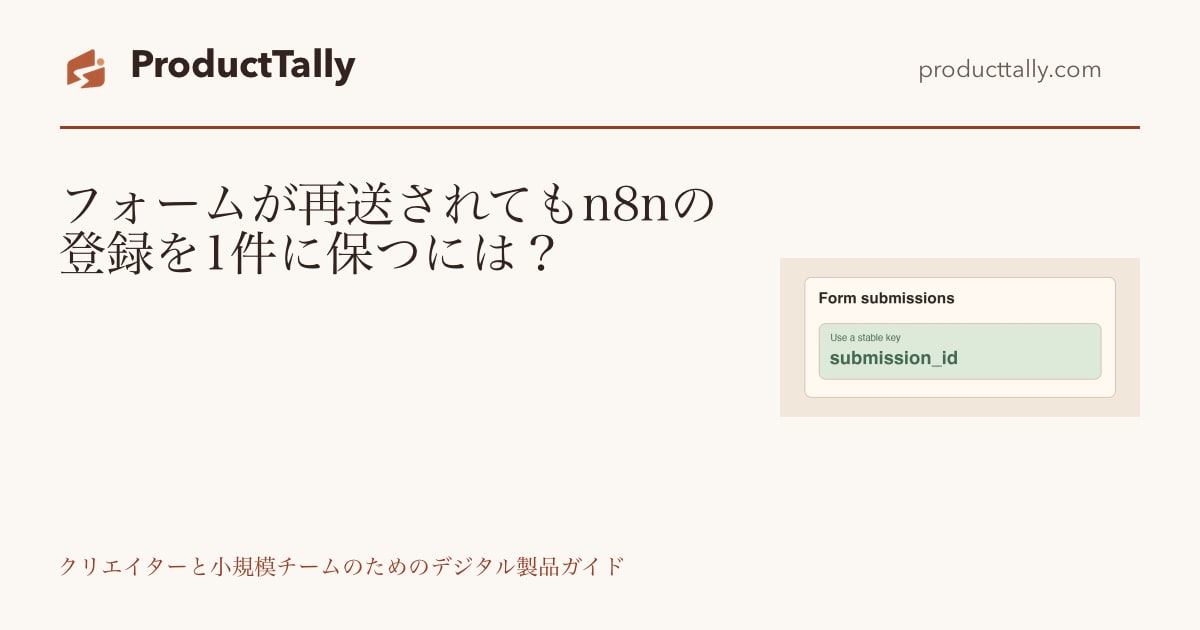 ProductTally
producttally.com
フォームが再送されてもn8nの
登録を1件に保つには？
Form submissions
Use a stable key
submission_id
クリエイターと小規模チームのためのデジタル製品ガイド